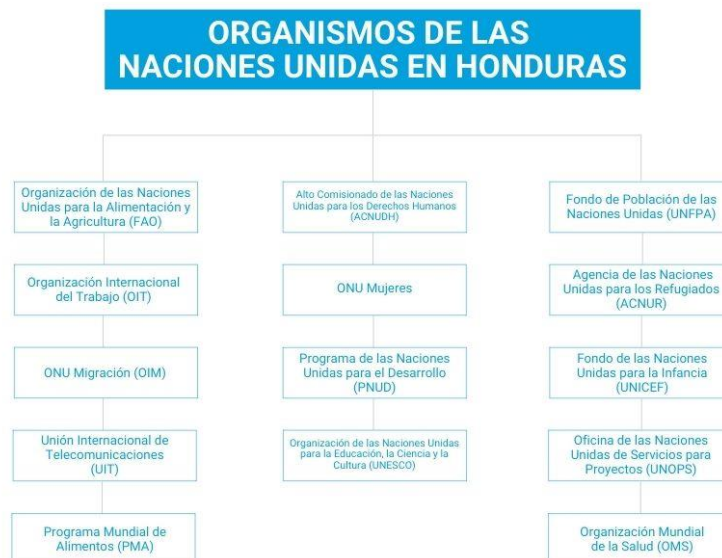 ORGANISMOS DE LAS
NACIONES UNIDAS EN HONDURAS
Organización de las Naciones
Unidas para la Alimentación y
la Agricultura (FAO)
Organización Internacional
del Trabajo (OIT)
ONU Migración (OIM)
Unión Internacional de
Telecomunicaciones
(UIT)
Programa Mundial de
Alimentos (PMA)
Alto Comisionado de las Naciones
Unidas para los Derechos Humanos
(ACNUDH)
ONU Mujeres
Programa de las Naciones
Unidas para el Desarrollo
(PNUD)
Organización de las Naciones Unidas
para la Educación, la Ciencia y la
Cultura (UNESCO)
Fondo de Población de las
Naciones Unidas (UNFPA)
Agencia de las Naciones
Unidas para los Refugiados
(ACNUR)
Fondo de las Naciones
Unidas para la Infancia
(UNICEF)
Oficina de las Naciones
Unidas de Servicios para
Proyectos (UNOPS)
Organización Mundial
de la Salud (OMS)